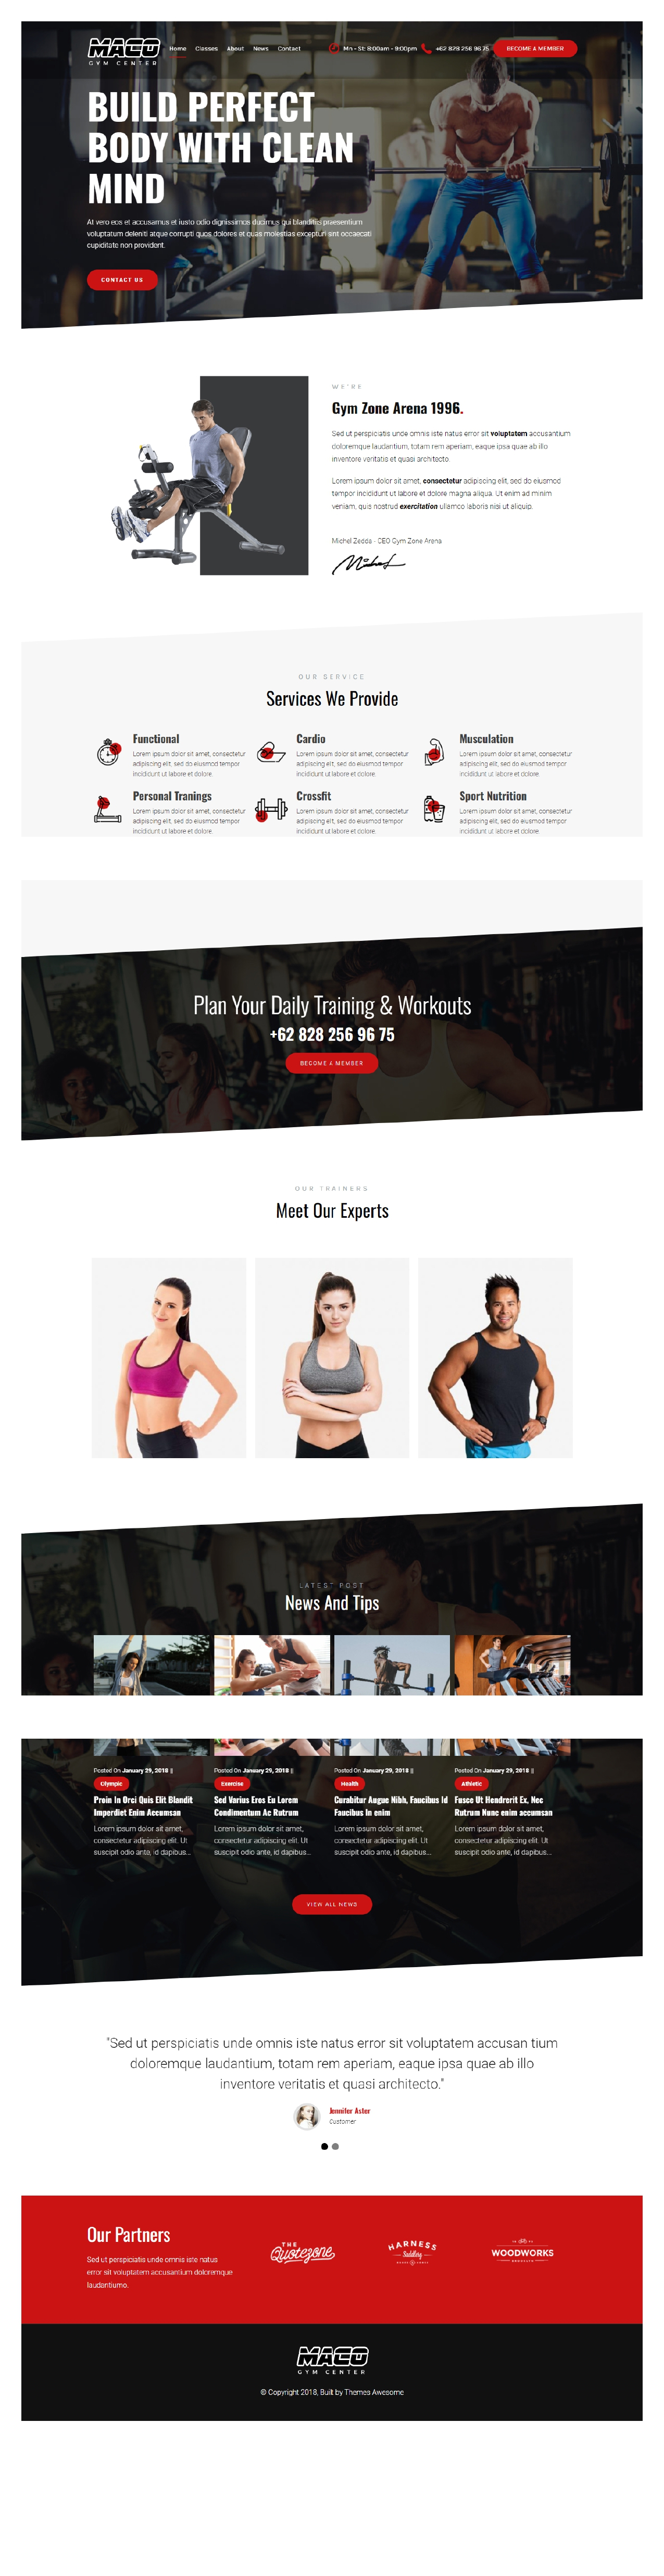 MACO
GYM CENTER
Home Classes About News Contact
Mn - St: 8:00am - 9:00pm
+62 828 256 96 75
BECOME A MEMBER
BUILD PERFECT
BODY WITH CLEAN
MIND
At vero eos et accusamus et iusto odio dignissimos ducimus qui blanditiis praesentium
voluptatum deleniti atque corrupti quos dolores et quas molestias excepturi sint occaecati
cupiditate non provident.
CONTACT US
WE'RE
Gym Zone Arena 1996.
Sed ut perspiciatis unde omnis iste natus error sit voluptatem accusantium
doloremque laudantium, totam rem aperiam, eaque ipsa quae ab illo
inventore veritatis et quasi architecto
Lorem ipsum dolor sit amet, consectetur adipiscing elit, sed do eiusmod
tempor incididunt ut labore et dolore magna aliqua. Ut enim ad minim
veniam, quis nostrud exercitation ullamco laboris nisi ut aliquip.
Michel Zedda - CEO Gym Zone Arena
OUR SERVICE
Services We Provide
Functional
Lorem ipsum dolor sit amet, consectetur
adipiscing elit, sed do eiusmod tempor
incididunt ut labore et dolore.
Cardio
Lorem ipsum dolor sit amet, consectetur
adipiscing elit, sed do eiusmod tempor
incididunt ut labore et dolore.
Musculation
Lorem ipsum dolor sit amet, consectetur
adipiscing elit, sed do eiusmod tempor
incididunt ut labore et dolore.
Personal Tranings
Lorem ipsum dolor sit amet, consectetur
adipiscing elit, sed do eiusmod tempor
incididunt ut labore et dolore.
Crossfit
Lorem ipsum dolor sit amet, consectetur
adipiscing elit, sed do eiusmod tempor
incididunt ut labore et dolore.
Sport Nutrition
Lorem ipsum dolor sit amet, consectetur
adipiscing elit, sed do eiusmod tempor
incididunt ut labore et dolore.
Plan Your Daily Training & Workouts
+62 828 256 96 75
BECOME A MEMBER
OUR TRAINERS
Meet Our Experts
LATEST POST
News And Tips
Posted On January 29, 2018 ||
Olympic
Proin In Orci Quis Elit Blandit
Imperdiet Enim Accumsan
Lorem ipsum dolor sit amet,
consectetur adipiscing elit. Ut
suscipit odio ante, id dapibus...
Posted On January 29, 2018 ||
Exercise
Sed Varius Eros Eu Lorem
Condimentum Ac Rutrum
Lorem ipsum dolor sit amet,
consectetur adipiscing elit. Ut
suscipit odio ante, id dapibus...
Posted On January 29, 2018 ||
Health
Curabitur Augue Nibh, Faucibus Id
Faucibus In enim
Lorem ipsum dolor sit amet,
consectetur adipiscing elit. Ut
suscipit odio ante, id dapibus...
Posted On January 29, 2018 ||
Athletic
Fusce Ut Hendrerit Ex, Nec
Rutrum Nunc enim accumsan
Lorem ipsum dolor sit amet,
consectetur adipiscing elit. Ut
suscipit odio ante, id dapibus...
VIEW ALL NEWS
"Sed ut perspiciatis unde omnis iste natus error sit voluptatem accusan tium
doloremque laudantium, totam rem aperiam, eaque ipsa quae ab illo
inventore veritatis et quasi architecto."
Jennifer Aster
Customer
Our Partners
Sed ut perspiciatis unde omnis iste natus
error sit voluptatem accusantium doloremque
laudantiumo.
THE
Quotezone
HARNESS
Saddlery
WOODWORKS
MACO
GYM CENTER
© Copyright 2018, Built by Themes Awesome